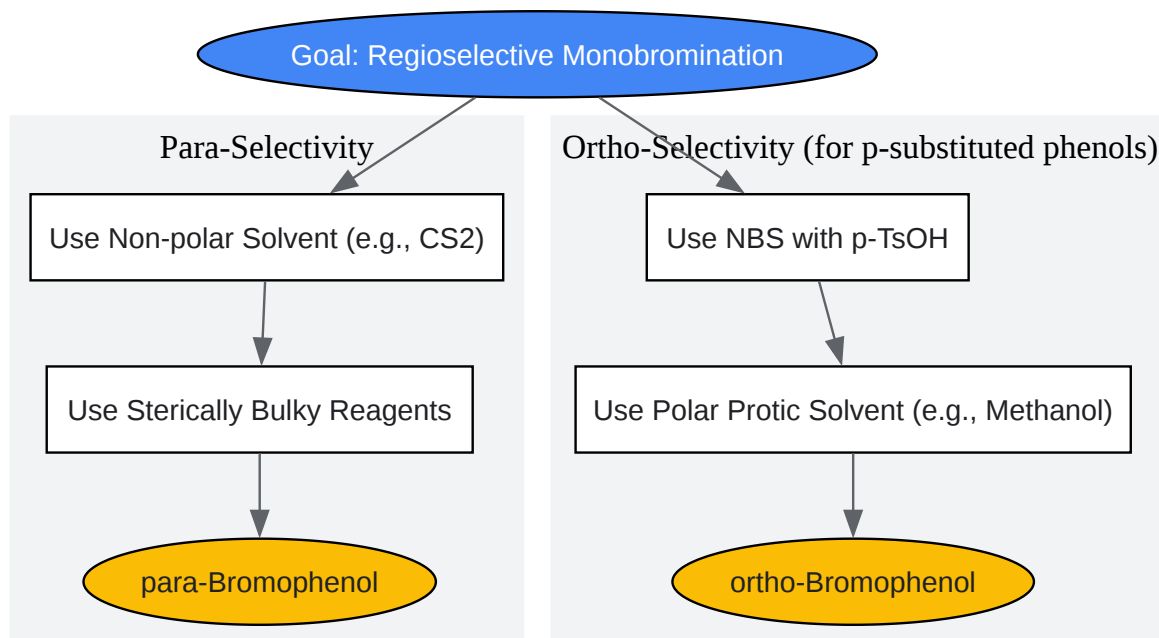 Goal: Regioselective Monobromination
Para-Selectivity
Ortho-Selectivity (for p-substituted phenols)
Use Non-polar Solvent (e.g., CS2)
Use NBS with p-TsOH
Use Sterically Bulky Reagents
Use Polar Protic Solvent (e.g., Methanol)
para-Bromophenol
ortho-Bromophenol